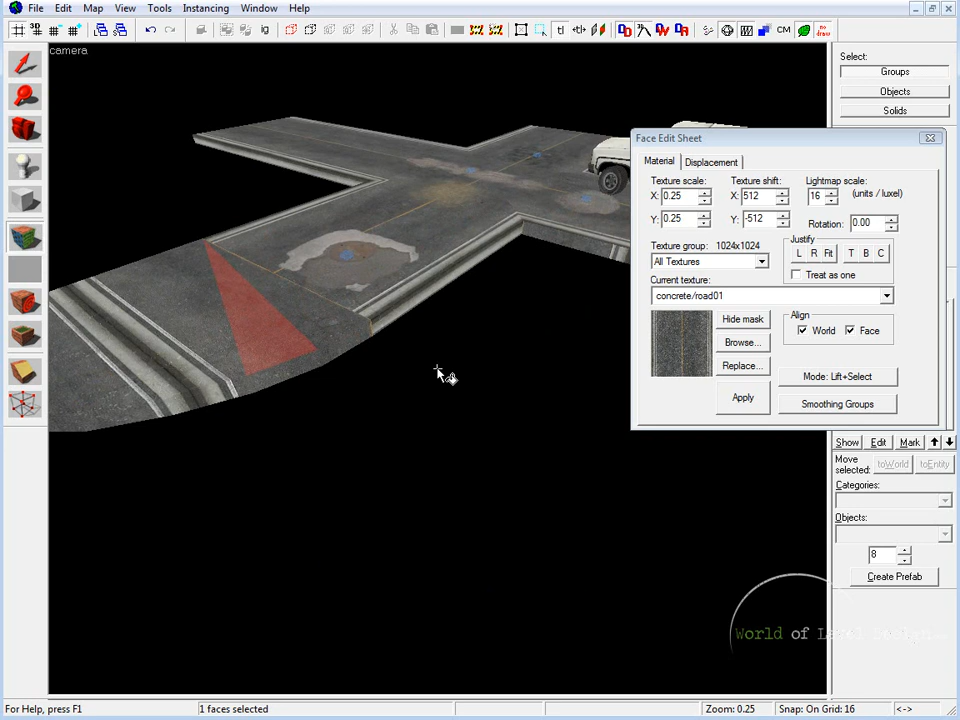 File Edit Map View Tools Instancing Window Help
camera
Select:
Groups
Objects
Solids
Face Edit Sheet
Material Displacement
Texture scale: Texture shift: Lightmap scale:
X: 0.25 X: 512 16 (units / luxel)
Y: 0.25 Y: -512 Rotation: 0.00
Texture group: 1024x1024 Justify
All Textures L R Fit T B C
Treat as one
Current texture:
concrete/road01
Hide mask Align
World Face
Browse...
Replace... Mode: Lift+Select
Apply Smoothing Groups
Show Edit Mark
Move selected: toWorld toEntity
Categories:
Objects:
8
Create Prefab
World of Level Design
For Help, press F1 1 faces selected Zoom: 0.25 Snap: On Grid: 16 <->